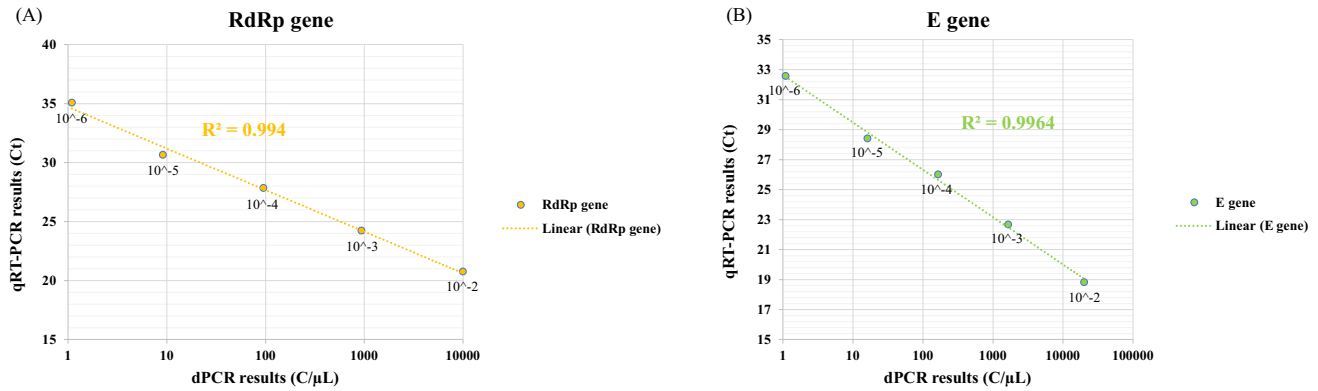 (A)
RdRp gene
40
35
30
25
20
15
qRT-PCR results (Ct)
10^-6
10^-5
10^-4
10^-3
10^-2
R² = 0.994
1
10
100
1000
10000
dPCR results (C/µL)
RdRp gene
Linear (RdRp gene)
(B)
E gene
35
33
31
29
27
25
23
21
19
17
15
qRT-PCR results (Ct)
10^-6
10^-5
10^-4
10^-3
10^-2
R² = 0.9964
1
10
100
1000
10000
100000
dPCR results (C/µL)
E gene
Linear (E gene)